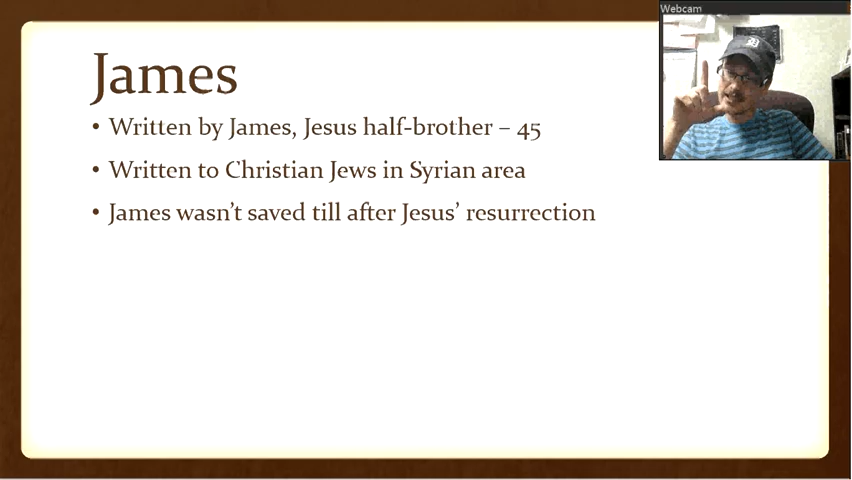 Webcam
James
• Written by James, Jesus half-brother – 45
• Written to Christian Jews in Syrian area
• James wasn’t saved till after Jesus’ resurrection